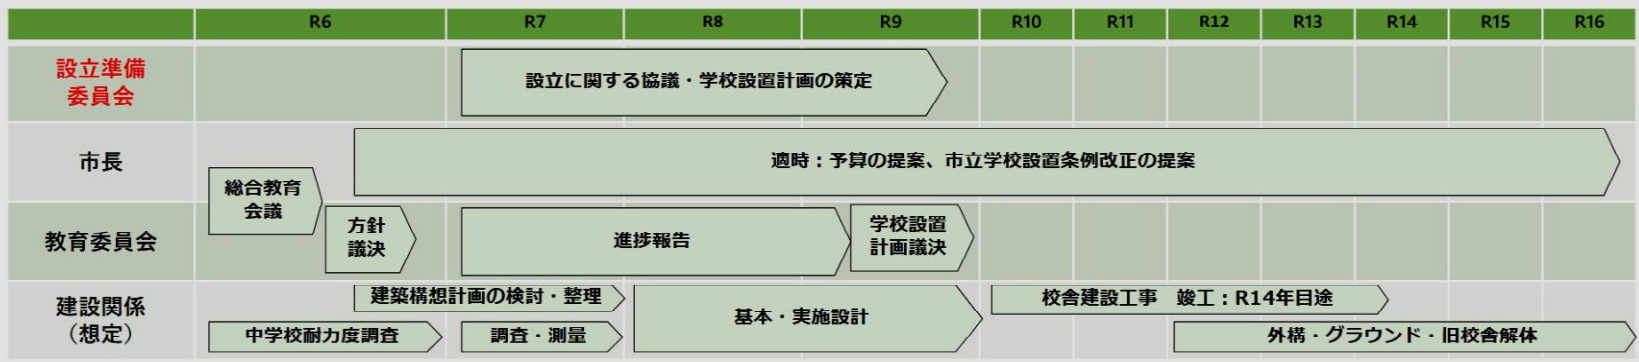 R6 R7 R8 R9 R10 R11 R12 R13 R14 R15 R16
設立準備
委員会
設立に関する協議・学校設置計画の策定
市長
適時：予算の提案、市立学校設置条例改正の提案
総合教育
会議
教育委員会
方針
議決
進捗報告
学校設置
計画議決
建設関係
（想定）
建築構想計画の検討・整理
中学校耐力度調査
調査・測量
基本・実施設計
校舎建設工事　竣工：R14年目途
外構・グラウンド・旧校舎解体